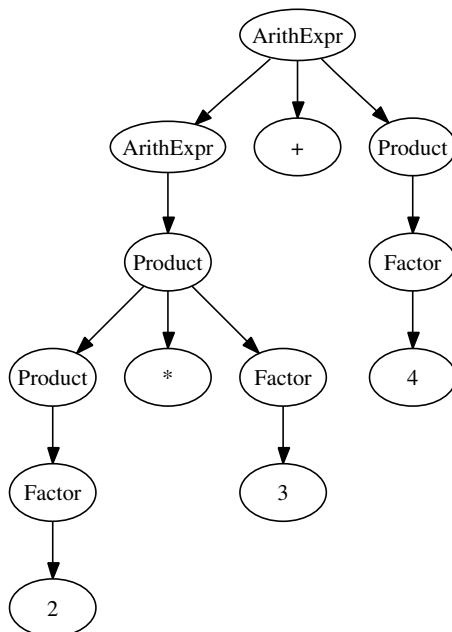 ArithExpr
ArithExpr + Product
Product Factor
Product * Factor 4
Factor 3
2